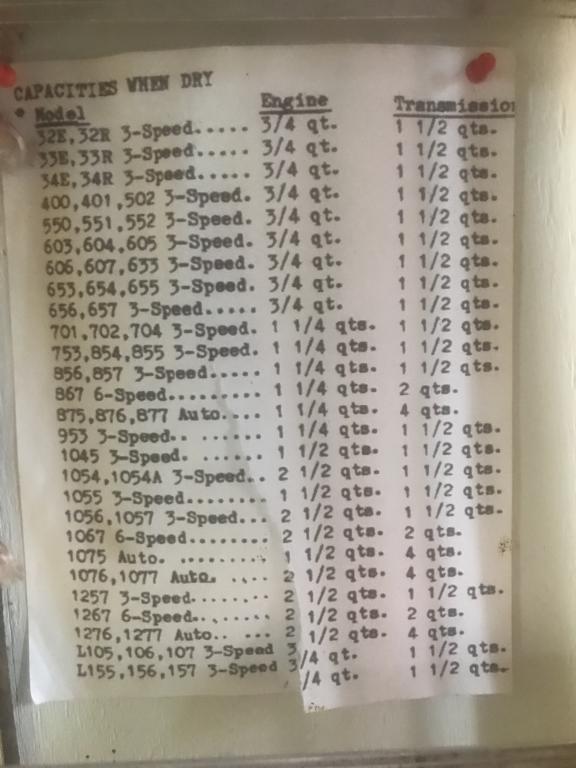 CAPACITIES WHEN DRY
* Model Engine Transmission
32E,32R 3-Speed..... 3/4 qt. 1 1/2 qts.
33E,33R 3-Speed..... 3/4 qt. 1 1/2 qts.
34E,34R 3-Speed..... 3/4 qt. 1 1/2 qts.
400,401,502 3-Speed. 3/4 qt. 1 1/2 qts.
550,551,552 3-Speed. 3/4 qt. 1 1/2 qts.
603,604,605 3-Speed. 3/4 qt. 1 1/2 qts.
606,607,633 3-Speed. 3/4 qt. 1 1/2 qts.
653,654,655 3-Speed. 3/4 qt. 1 1/2 qts.
656,657 3-Speed..... 3/4 qt. 1 1/2 qts.
701,702,704 3-Speed. 1 1/4 qts. 1 1/2 qts.
753,854,855 3-Speed. 1 1/4 qts. 1 1/2 qts.
856,857 3-Speed..... 1 1/4 qts. 1 1/2 qts.
867 6-Speed......... 1 1/4 qts. 2 qts.
875,876,877 Auto.... 1 1/4 qts. 4 qts.
953 3-Speed.. ....... 1 1/4 qts. 1 1/2 qts.
1045 3-Speed........ 1 1/2 qts. 1 1/2 qts.
1054,1054A 3-Speed.. 2 1/2 qts. 1 1/2 qts.
1055 3-Speed........ 1 1/2 qts. 1 1/2 qts.
1056,1057 3-Speed... 2 1/2 qts. 1 1/2 qts.
1067 6-Speed........ 2 1/2 qts. 2 qts.
1075 Auto. ......... 1 1/2 qts. 4 qts.
1076,1077 Auto. .... 2 1/2 qts. 4 qts.
1257 3-Speed........ 2 1/2 qts. 1 1/2 qts.
1267 6-Speed........ 2 1/2 qts. 2 qts.
1276,1277 Auto.. ... 2 1/2 qts. 4 qts.
L105,106,107 3-Speed 3/4 qt. 1 1/2 qts.
L155,156,157 3-Speed 3/4 qt. 1 1/2 qts.